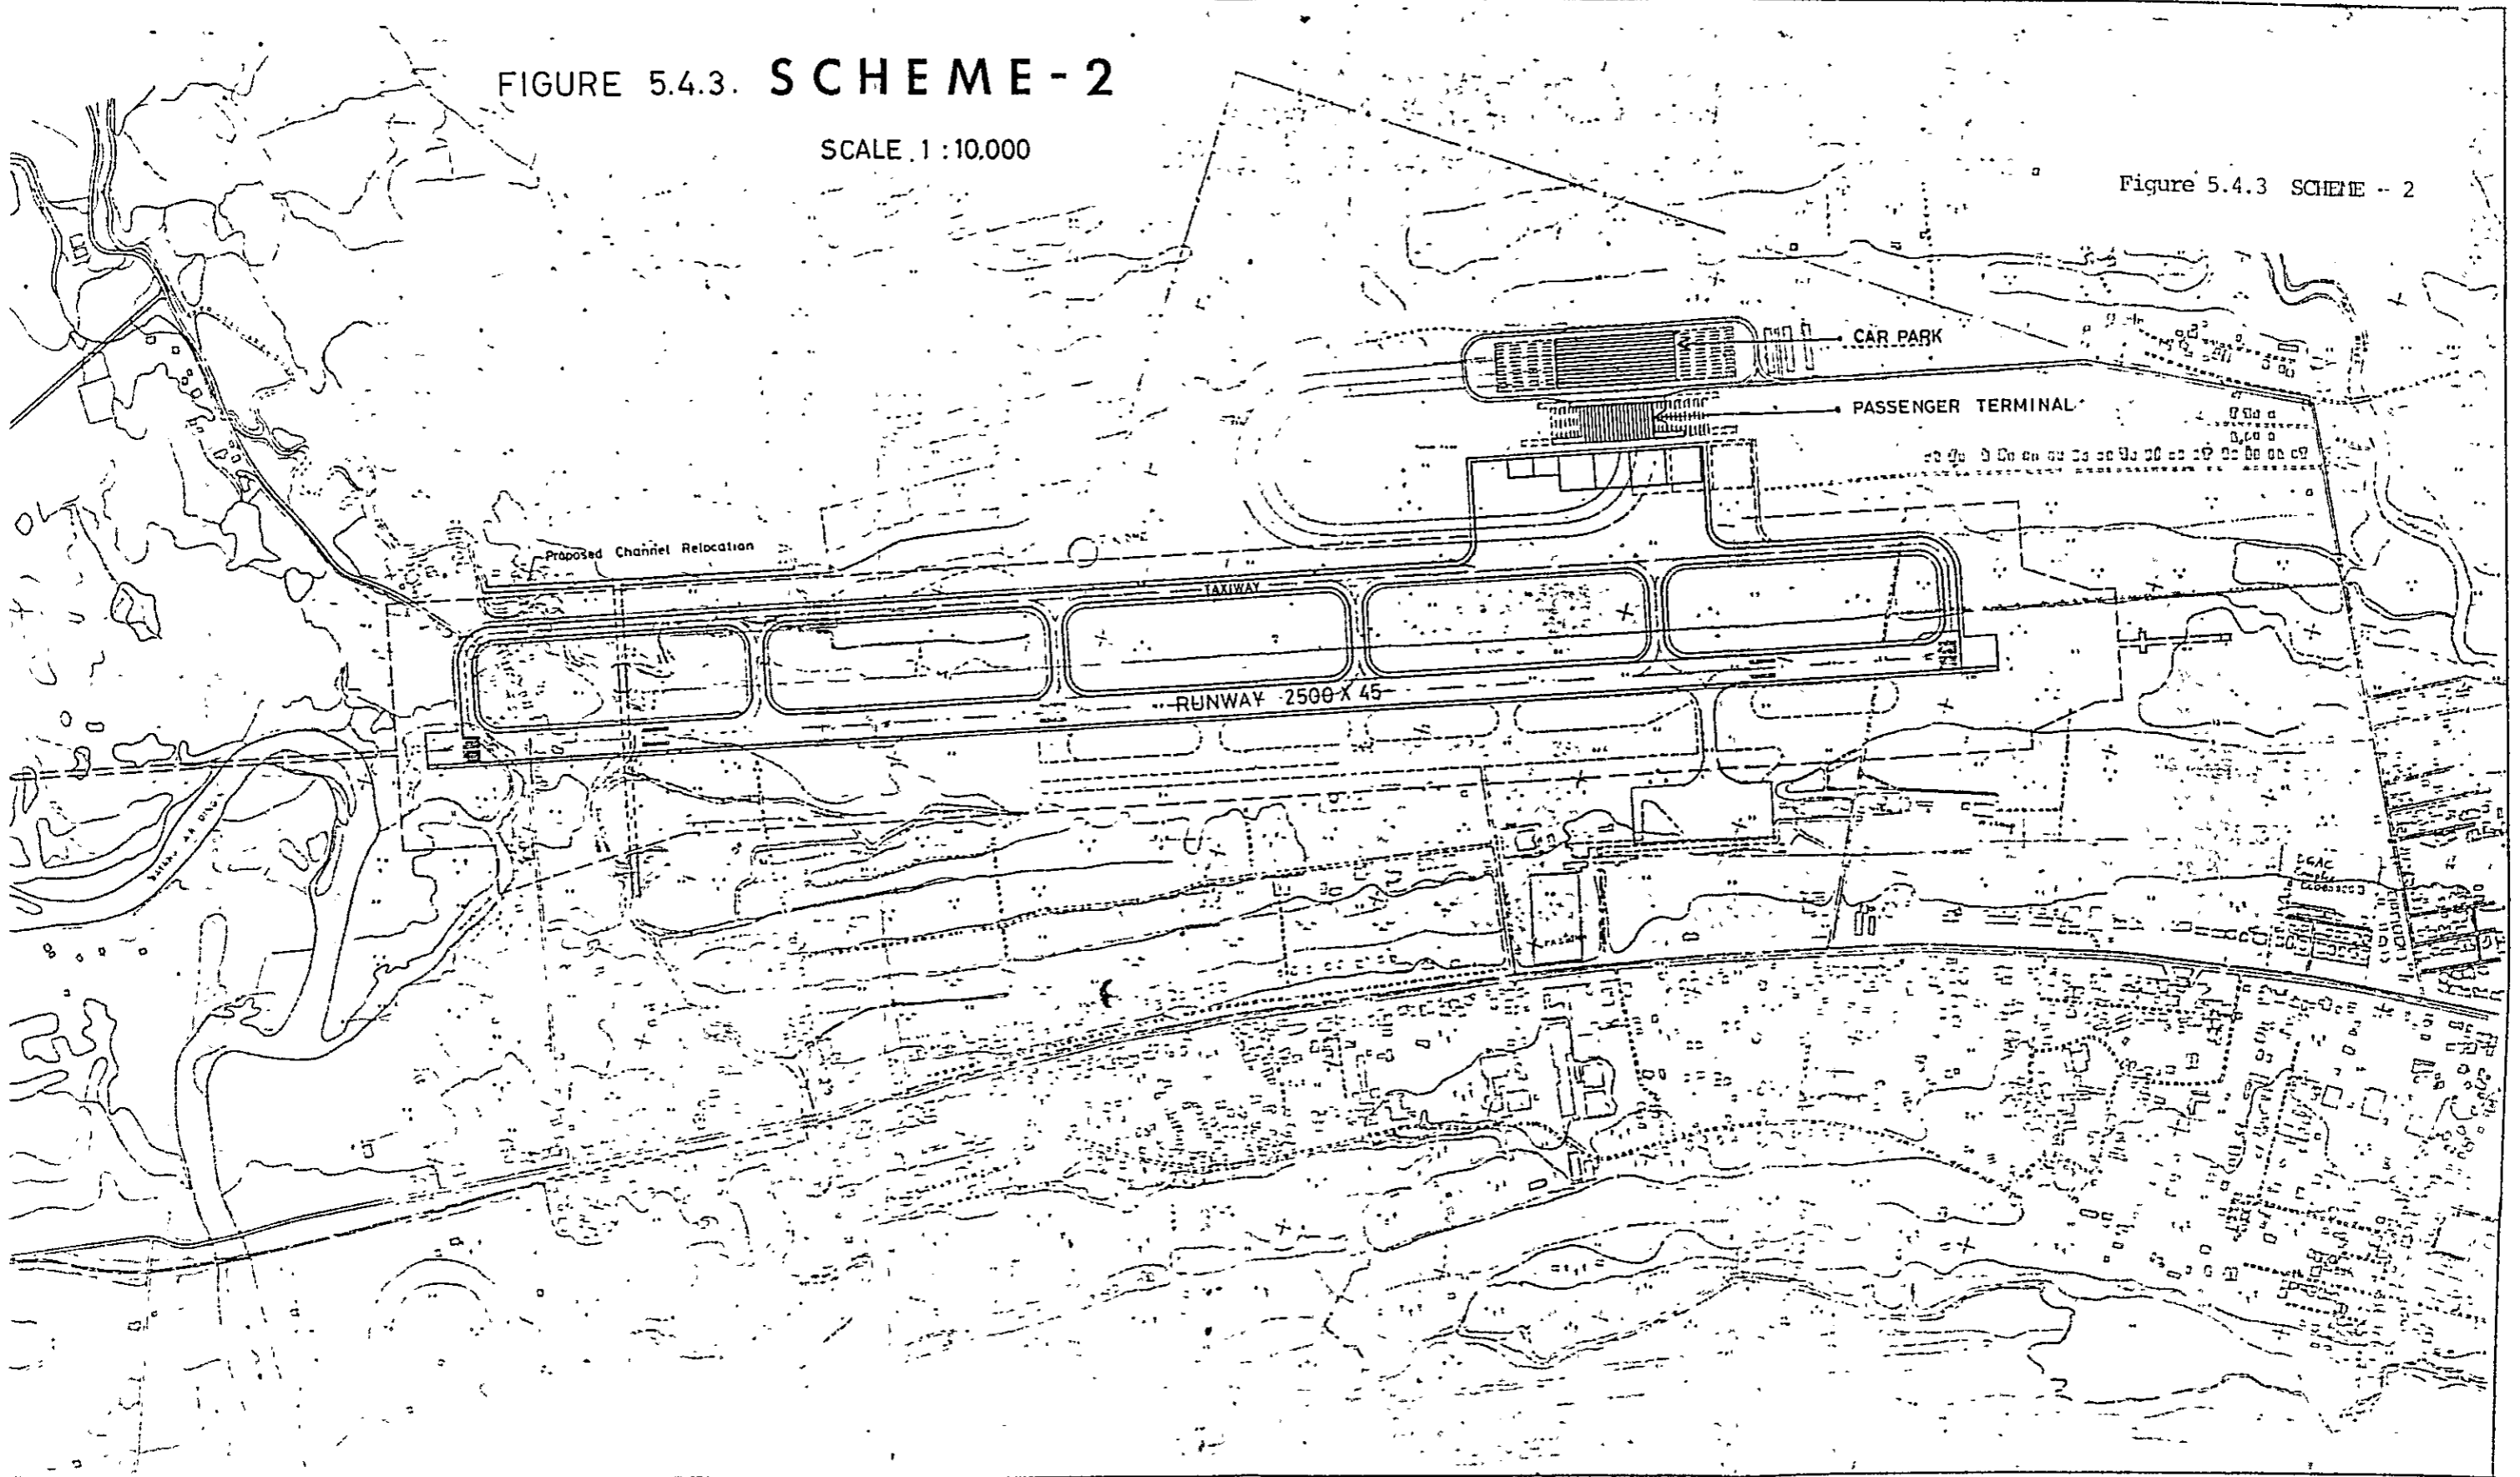 FIGURE 5.4.3. SCHEME-2
SCALE 1:10,000
Figure 5.4.3 SCHEME - 2
CAR PARK
PASSENGER TERMINAL
Proposed Channel Relocation
TAXIWAY
RUNWAY 2500 X 45
DGAC
Complex